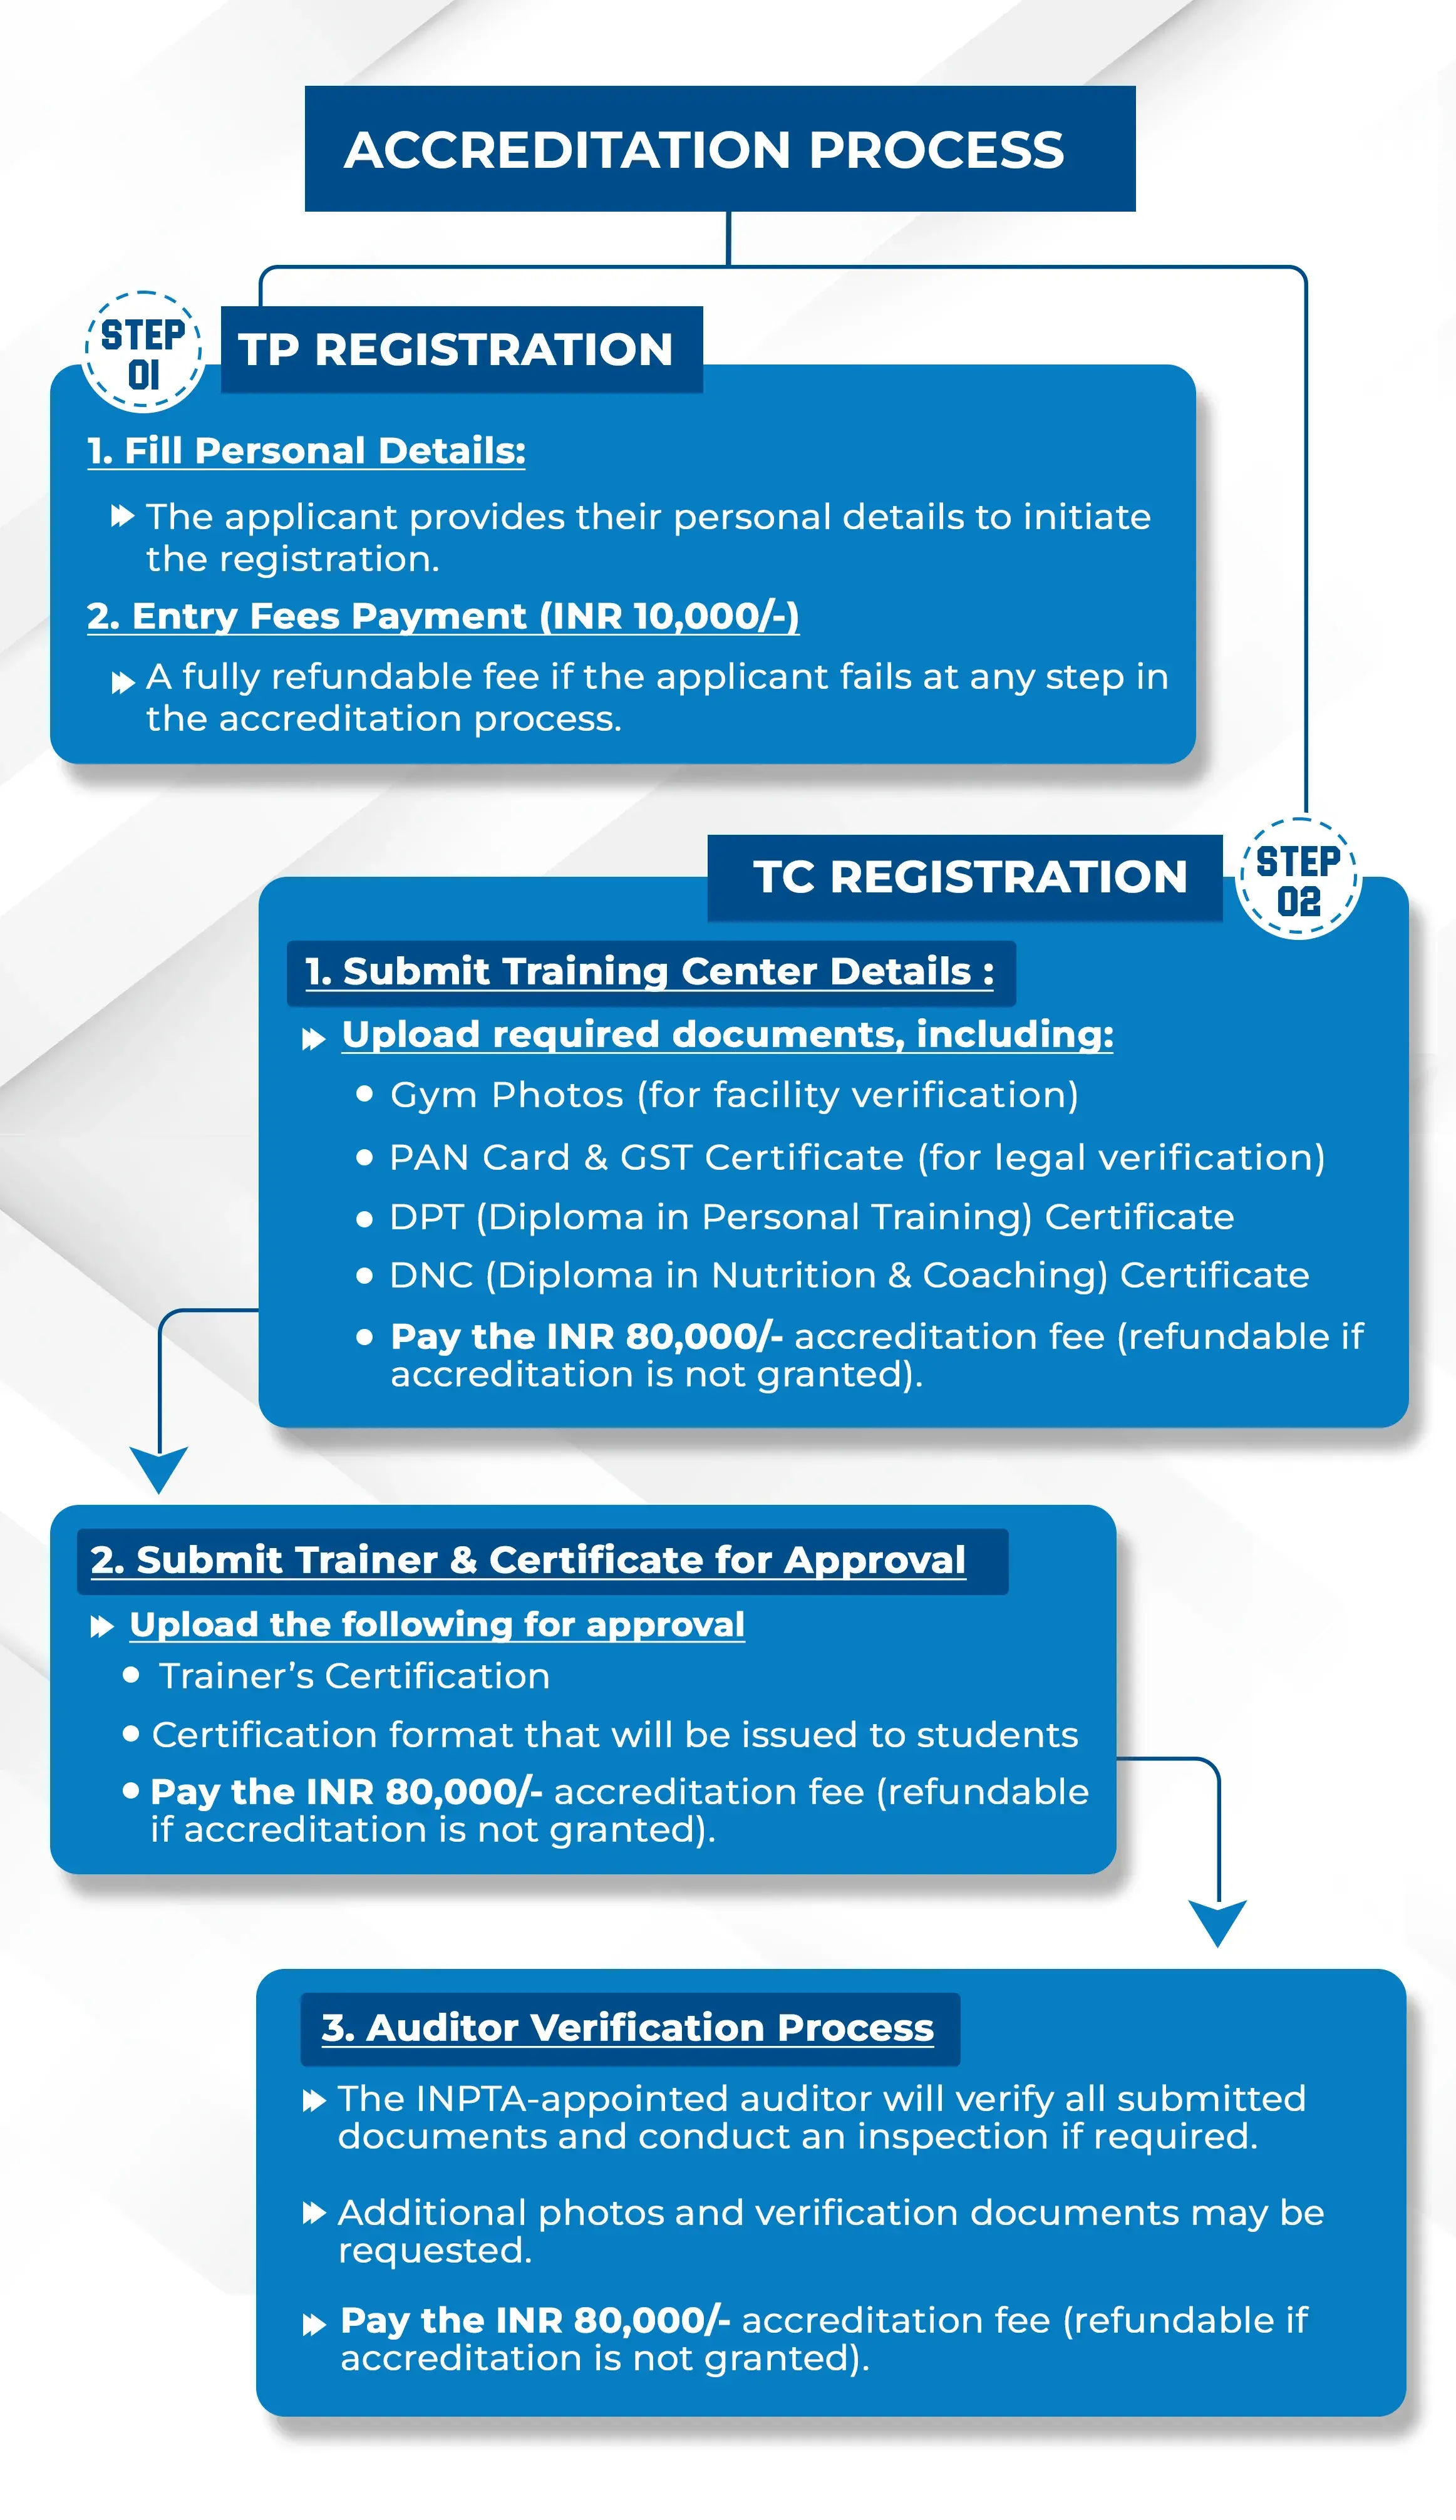 ACCREDITATION PROCESS
STEP
01
TP REGISTRATION
1. Fill Personal Details:
The applicant provides their personal details to initiate
the registration.
2. Entry Fees Payment (INR 10,000/-)
A fully refundable fee if the applicant fails at any step in
the accreditation process.
TC REGISTRATION
STEP
02
1. Submit Training Center Details :
Upload required documents, including:
Gym Photos (for facility verification)
PAN Card & GST Certificate (for legal verification)
DPT (Diploma in Personal Training) Certificate
DNC (Diploma in Nutrition & Coaching) Certificate
Pay the INR 80,000/- accreditation fee (refundable if
accreditation is not granted).
2. Submit Trainer & Certificate for Approval
Upload the following for approval
Trainer's Certification
Certification format that will be issued to students
Pay the INR 80,000/- accreditation fee (refundable
if accreditation is not granted).
3. Auditor Verification Process
The INPTA-appointed auditor will verify all submitted
documents and conduct an inspection if required.
Additional photos and verification documents may be
requested.
Pay the INR 80,000/- accreditation fee (refundable if
accreditation is not granted).